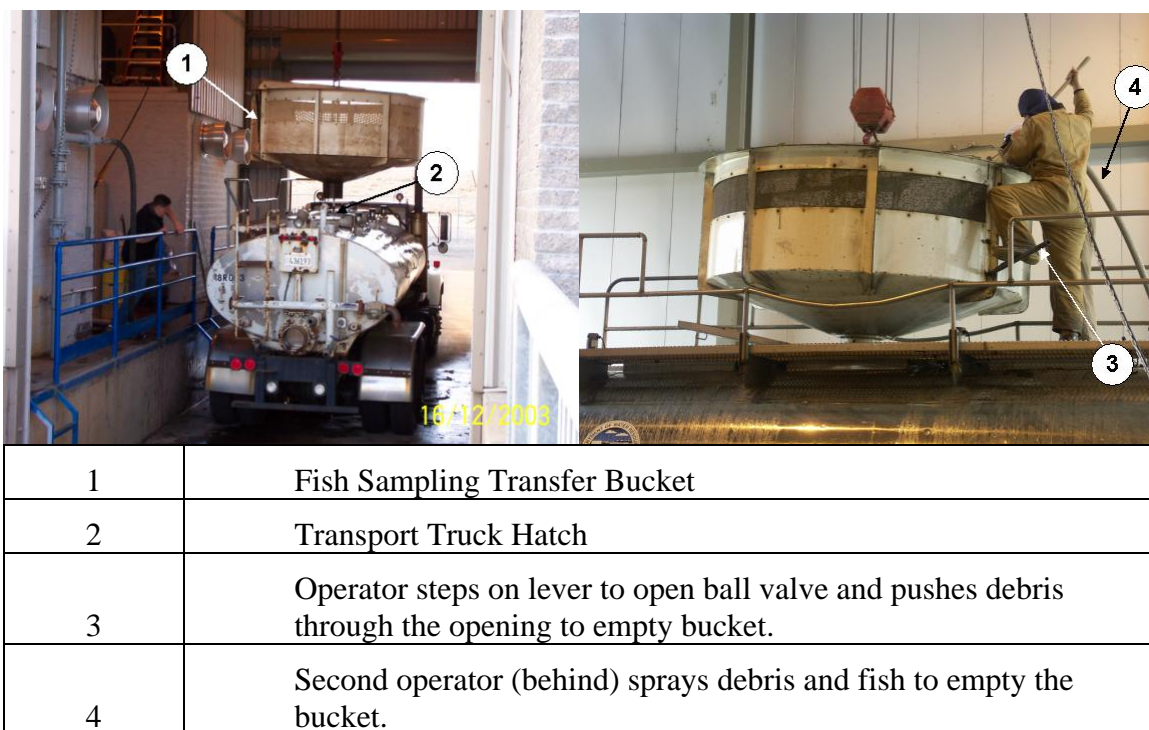 1
2
16/12/2003
4
3
1 Fish Sampling Transfer Bucket
2 Transport Truck Hatch
Operator steps on lever to open ball valve and pushes debris
3 through the opening to empty bucket.
Second operator (behind) sprays debris and fish to empty the
4 bucket.